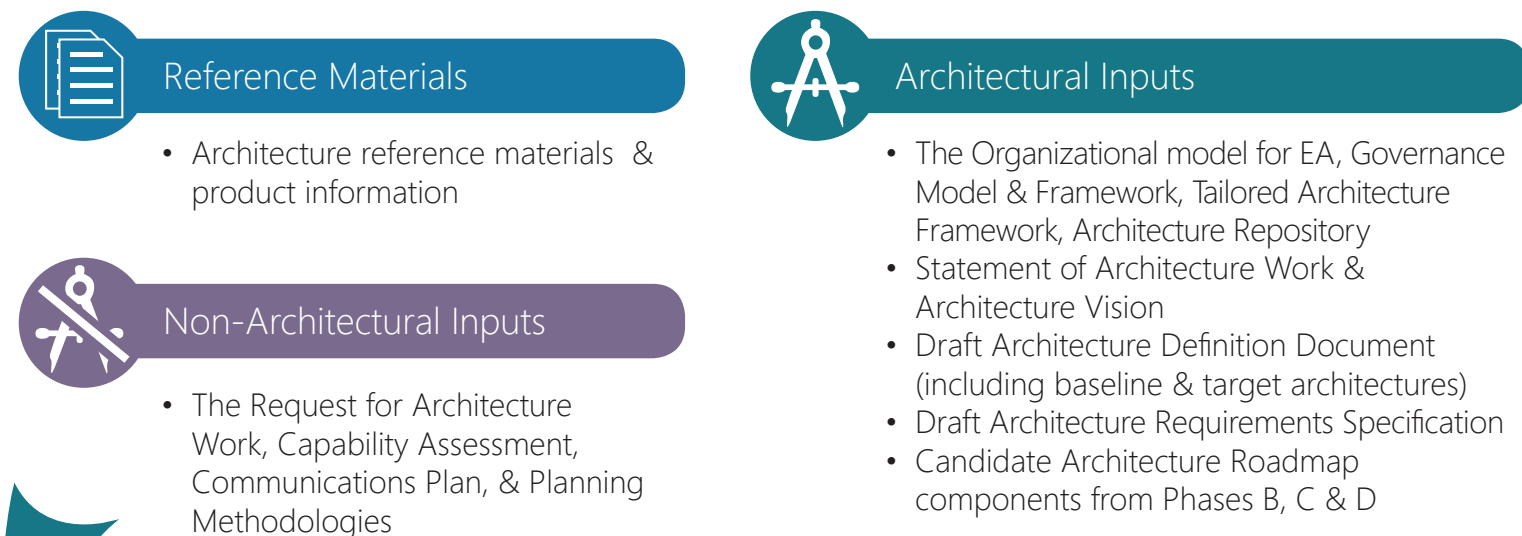 Reference Materials
• Architecture reference materials &
product information
Non-Architectural Inputs
• The Request for Architecture
Work, Capability Assessment,
Communications Plan, & Planning
Methodologies
Architectural Inputs
• The Organizational model for EA, Governance
Model & Framework, Tailored Architecture
Framework, Architecture Repository
• Statement of Architecture Work &
Architecture Vision
• Draft Architecture Definition Document
(including baseline & target architectures)
• Draft Architecture Requirements Specification
• Candidate Architecture Roadmap
components from Phases B, C & D